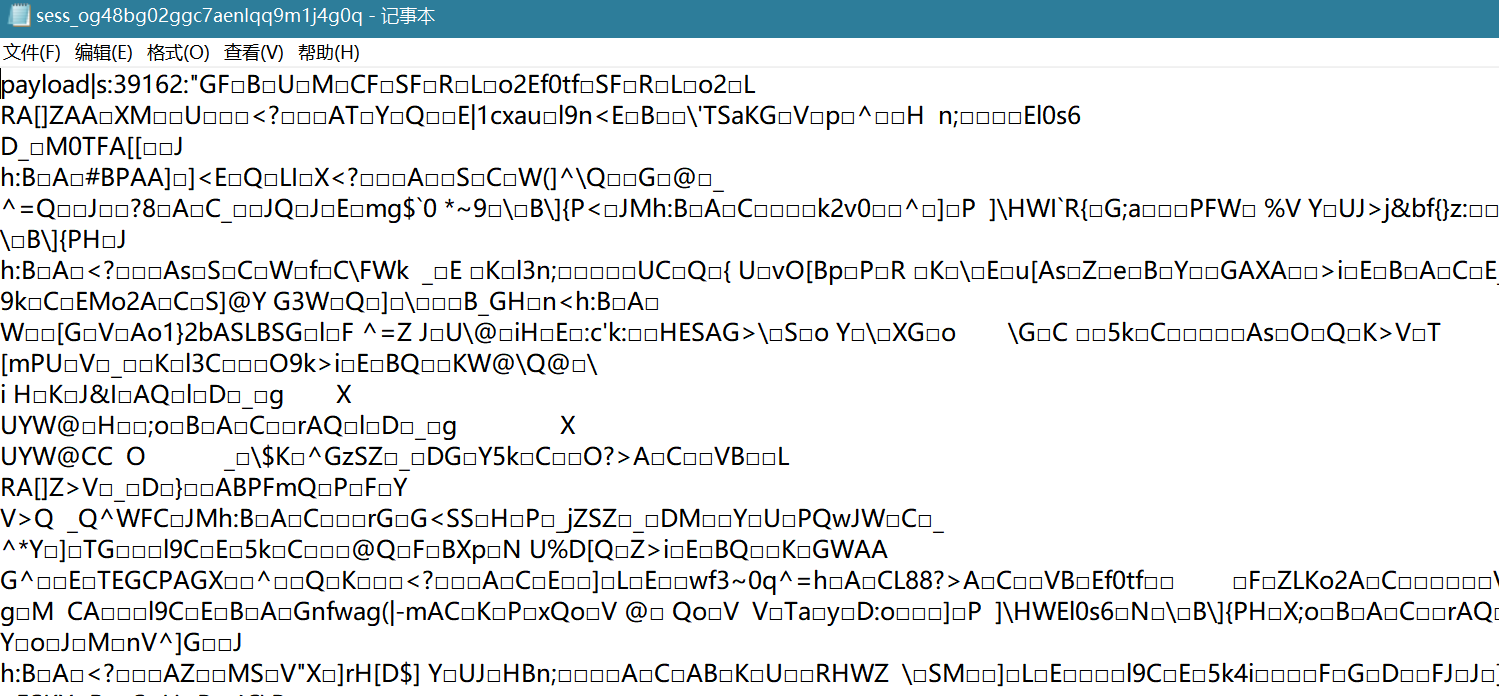 sess_og48bg02ggc7aenlqq9m1j4g0q - 记事本
文件(F) 编辑(E) 格式(O) 查看(V) 帮助(H)
payload|s:39162:"GF□B□U□M□CF□SF□R□L□o2Ef0tf□SF□R□L□o2□L
RA[]ZAA□XM□□U□□□<?□□□AT□Y□Q□□E|1cxau□l9n<E□B□□\'TSaKG□V□p□^□□H n;□□□□El0s6
D_□M0TFA[[□□J
h:B□A□#BPAA]□]<E□Q□LI□X<?□□□A□□S□C□W(]^\Q□□G□@□_
^=Q□□J□□?8□A□C_□□JQ□J□E□mg$`0 *~9□\□B\]{P<□JMh:B□A□C□□□□k2v0□□^□]□P ]\HWI`R{□G;a□□□PFW□ %V Y□UJ>j&bf{}z:□□
\□B\]{PH□J
h:B□A□<?□□□As□S□C□W□f□C\FWk _□E □K□l3n;□□□□□UC□Q□{ U□vO[Bp□P□R □K□\□E□u[As□Z□e□B□Y□□GAXA□□>i□E□B□A□C□E_
9k□C□EMo2A□C□S]@Y G3W□Q□]□\□□□B_GH□n<h:B□A□
W□□[G□V□Ao1}2bASLBSG□l□F ^=Z J□U\@□iH□E□:c'k:□□HESAG>\□S□o Y□\□XG□o \G□C □□5k□C□□□□□As□O□Q□K>V□T
[mPU□V□_□□K□l3C□□□O9k>i□E□BQ□□KW@\Q@□\
i H□K□J&I□AQ□l□D□_□g X
UYW@□H□□;o□B□A□C□□rAQ□l□D□_□g X
UYW@CC O _□\$K□^GzSZ□_□DG□Y5k□C□□O?>A□C□□VB□□L
RA[]Z>V□_□D□}□□ABPFmQ□P□F□Y
V>Q _Q^WFC□JMh:B□A□C□□□rG□G<SS□H□P□_jZSZ□_□DM□□Y□U□PQwJW□C□_
^*Y□]□TG□□□l9C□E□5k□C□□□@Q□F□BXp□N U%D[Q□Z>i□E□BQ□□K□GWAA
G^□□E□TEGCPAGX□□^□□Q□K□□□<?□□□A□C□E□□]□L□E□□wf3~0q^=h□A□CL88?>A□C□□VB□Ef0tf□□ □F□ZLKo2A□C□□□□□□V
g□M CA□□□l9C□E□B□A□Gnfwag(|-mAC□K□P□xQo□V @□ Qo□V V□Ta□y□D:o□□□]□P ]\HWEl0s6□N□\□B\]{PH□X;o□B□A□C□□rAQ□
Y□o□J□M□nV^]G□□J
h:B□A□<?□□□AZ□□MS□V"X□]rH[D$] Y□UJ□HBn;□□□□A□C□AB□K□U□□RHWZ \□SM□□]□L□E□□□□l9C□E□5k4i□□□□F□G□D□□FJ□J□]